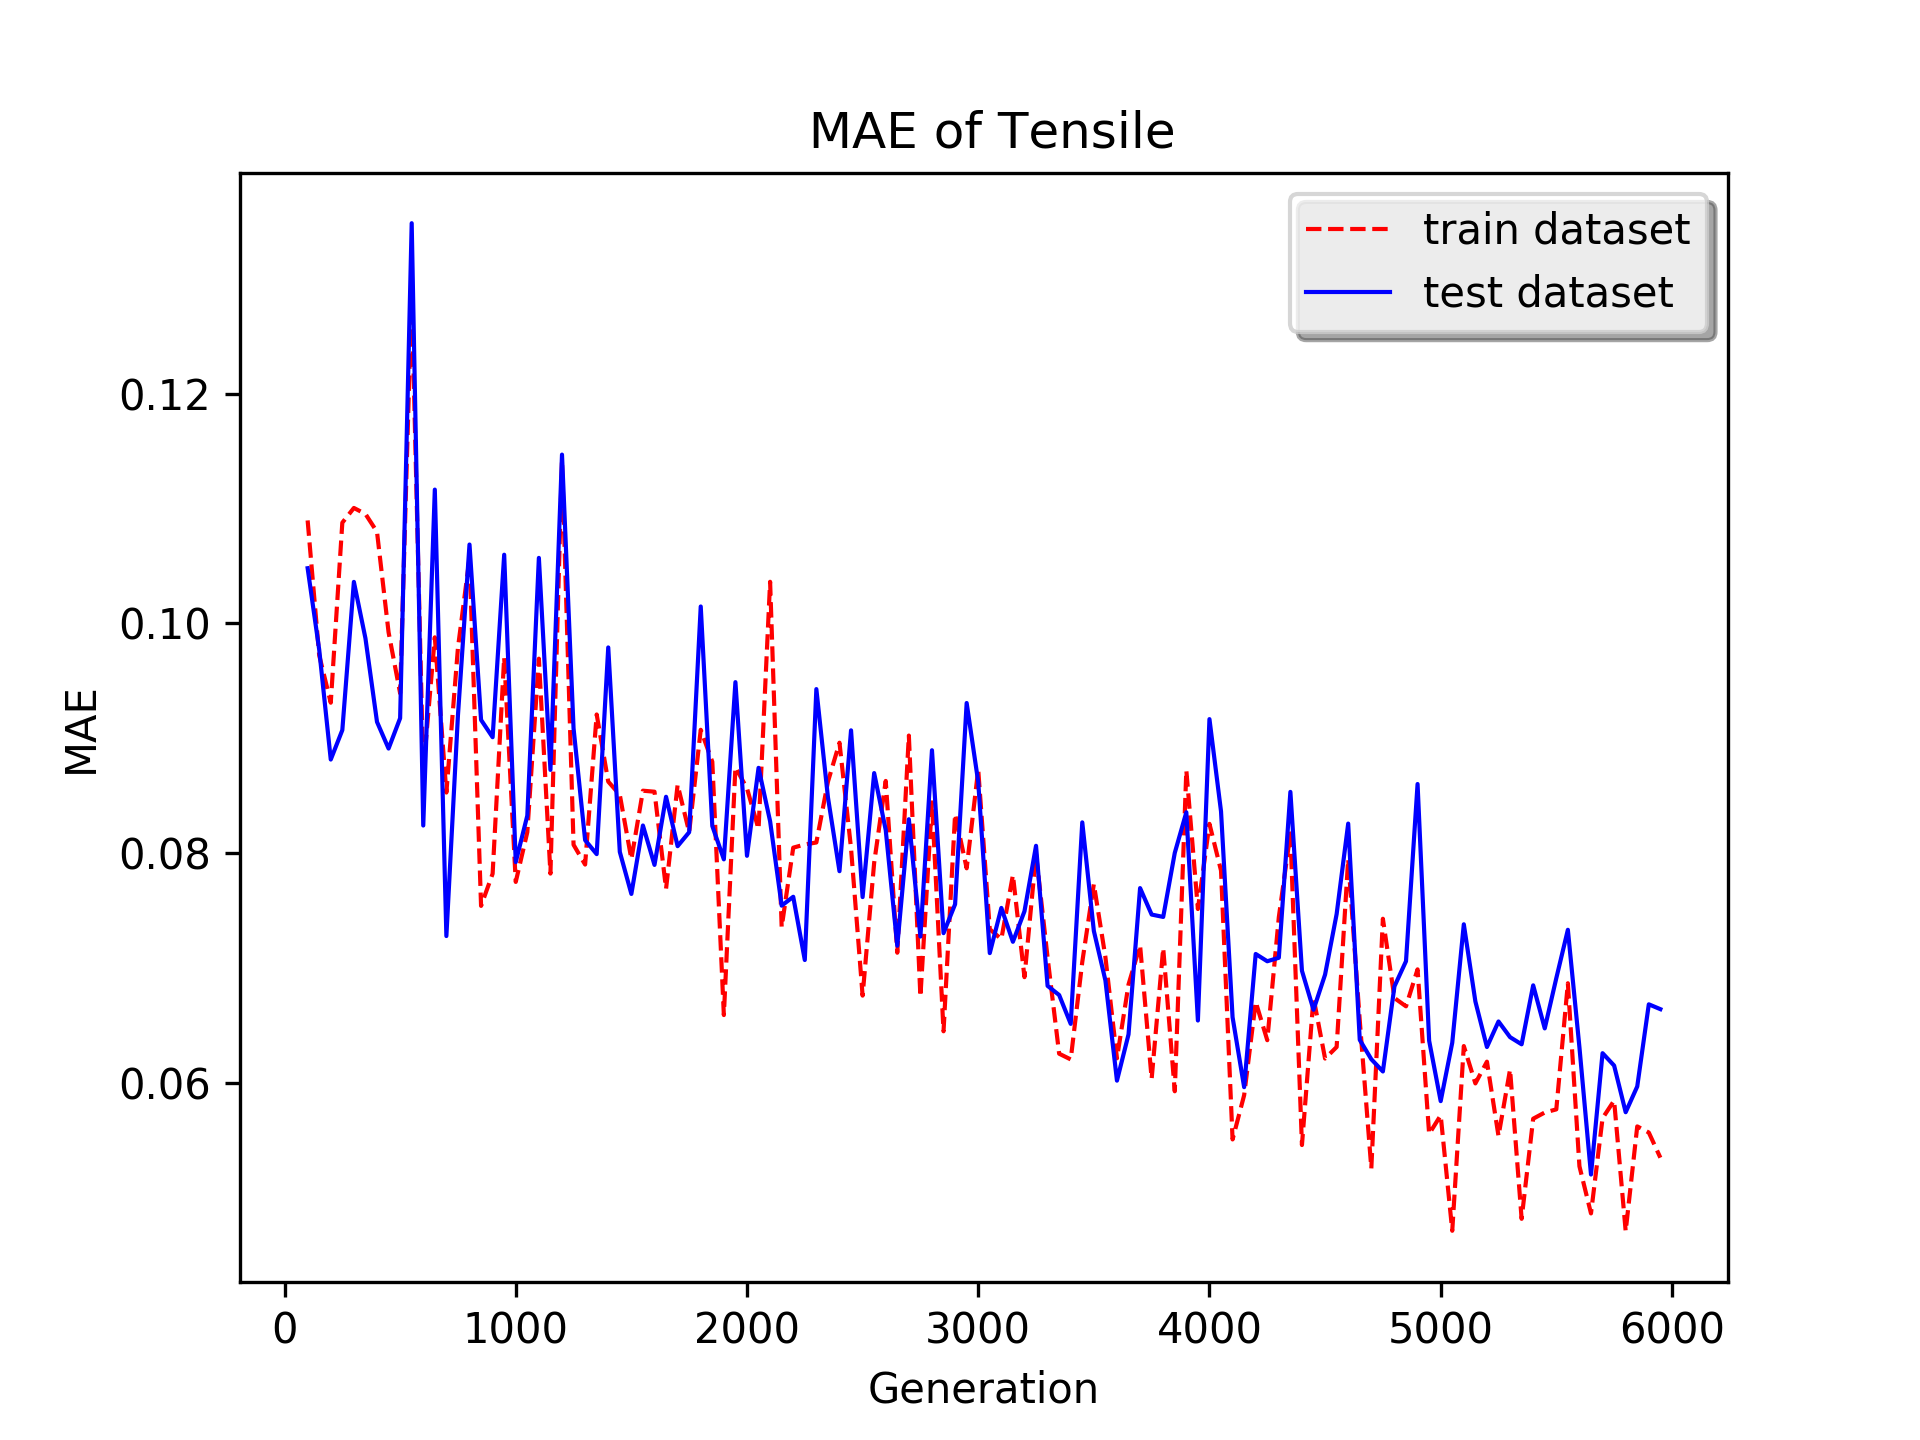 MAE of Tensile
train dataset
test dataset
0.12
0.10
0.08
0.06
MAE
0 1000 2000 3000 4000 5000 6000
Generation